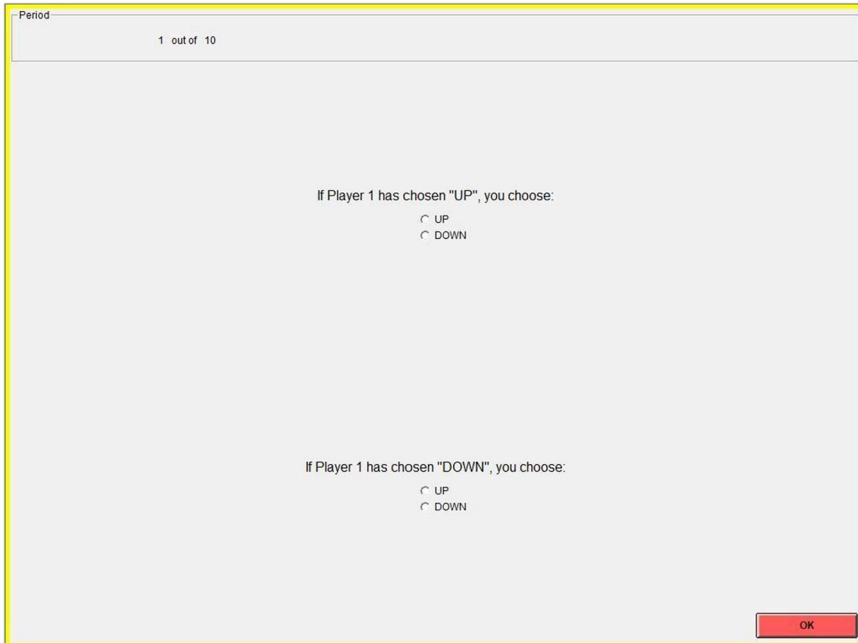 Period
1 out of 10
If Player 1 has chosen "UP", you choose:
UP
DOWN
If Player 1 has chosen "DOWN", you choose:
UP
DOWN
OK